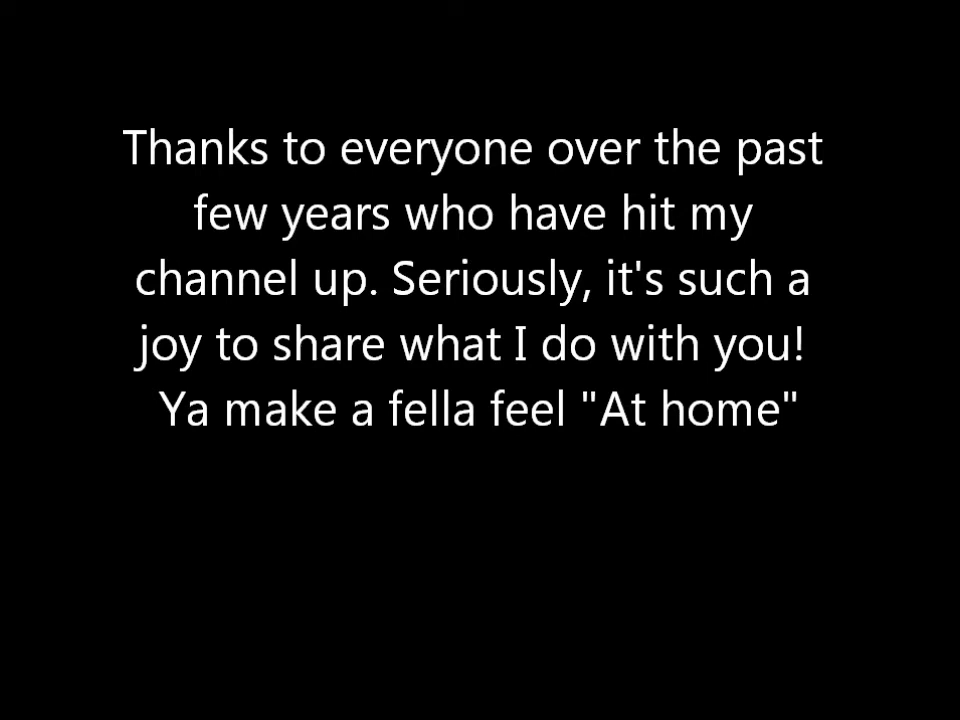 Thanks to everyone over the past
few years who have hit my
channel up. Seriously, it's such a
joy to share what I do with you!
Ya make a fella feel "At home"